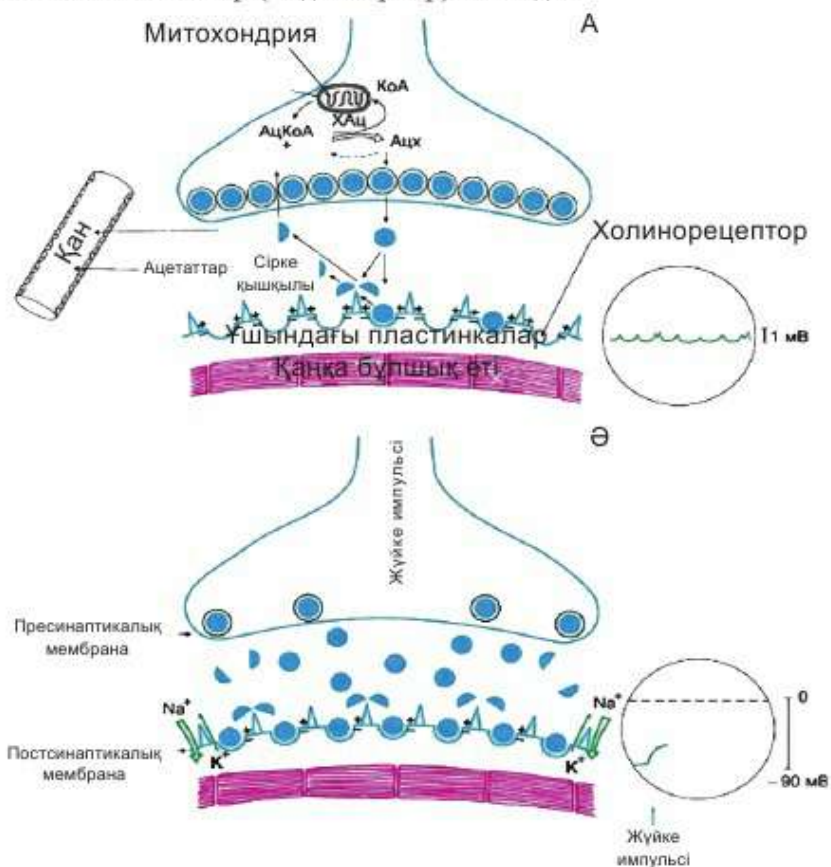 А
Митохондрия
КоА
ХАц
АцКоА
+
Ацх
Қан
Ацетаттар
Сірке
қышқылы
Холинорецептор
1 мВ
Ұшындағы пластинкалар
Қаңқа бұлшық еті
Ә
Жүйке импульсі
Пресинаптикалық
мембрана
Na+
Na+
0
Постсинаптикалық
мембрана
K+
K+
– 90 мВ
Жүйке
импульсі